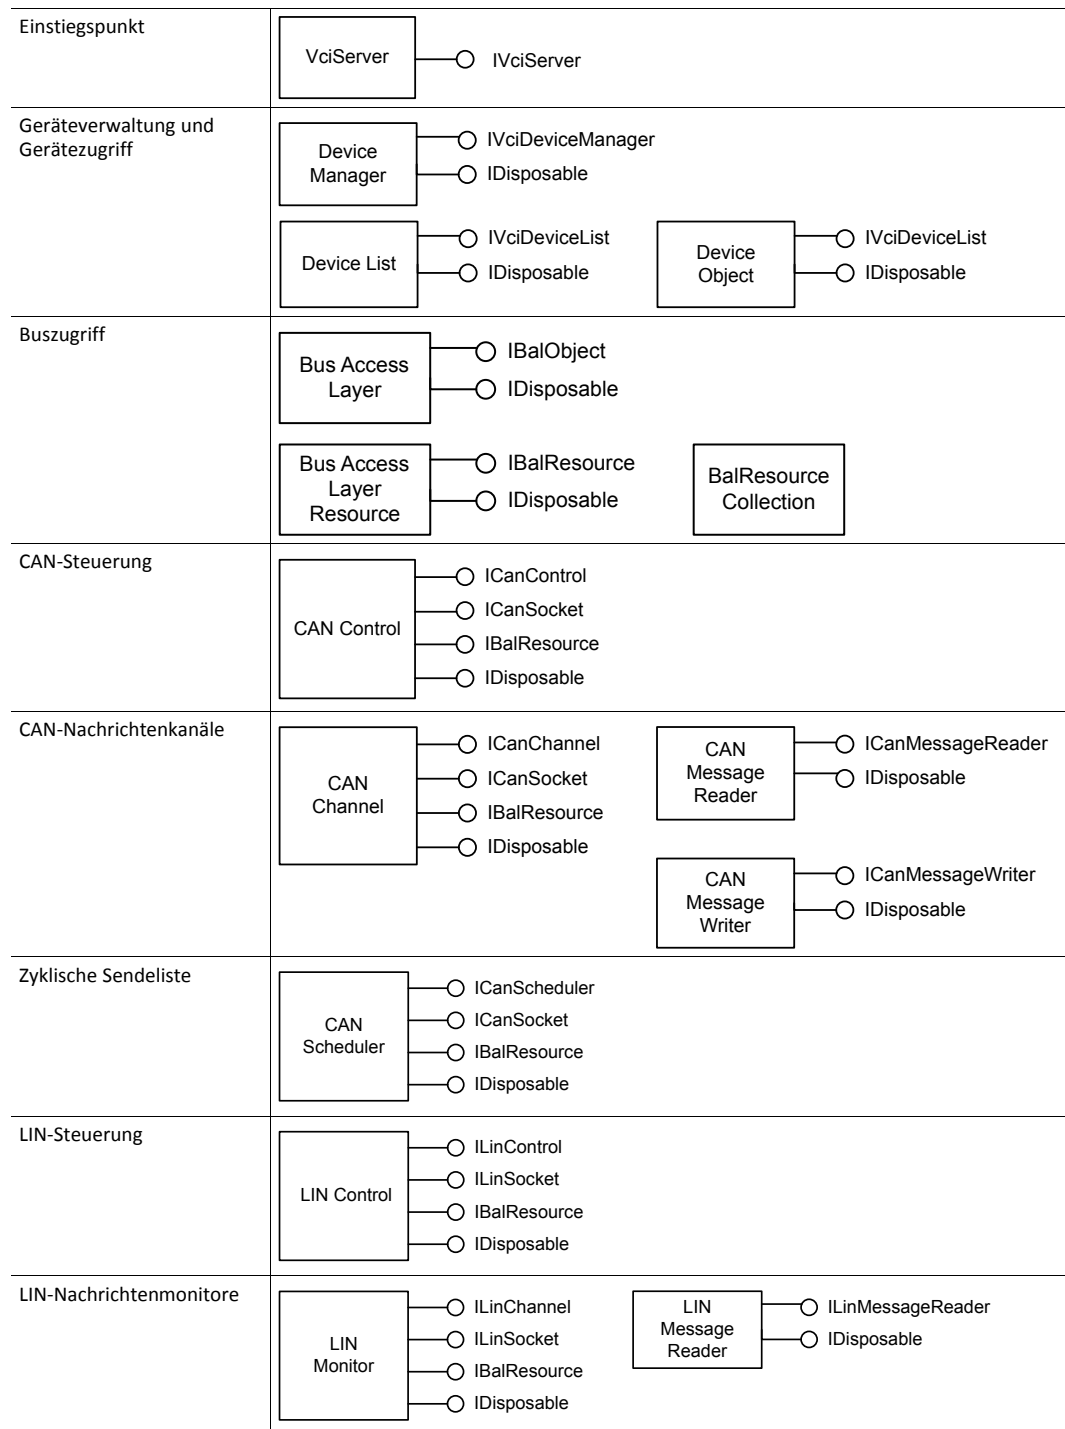 Einstiegspunkt
VciServer
IVciServer
Geräteverwaltung und
Gerätezugriff
Device
Manager
IVciDeviceManager
IDisposable
Device List
IVciDeviceList
IDisposable
Device
Object
IVciDeviceList
IDisposable
Buszugriff
Bus Access
Layer
IBalObject
IDisposable
Bus Access
Layer
Resource
IBalResource
IDisposable
BalResource
Collection
CAN-Steuerung
CAN Control
ICanControl
ICanSocket
IBalResource
IDisposable
CAN-Nachrichtenkanäle
CAN
Channel
ICanChannel
ICanSocket
IBalResource
IDisposable
CAN
Message
Reader
ICanMessageReader
IDisposable
CAN
Message
Writer
ICanMessageWriter
IDisposable
Zyklische Sendeliste
CAN
Scheduler
ICanScheduler
ICanSocket
IBalResource
IDisposable
LIN-Steuerung
LIN Control
ILinControl
ILinSocket
IBalResource
IDisposable
LIN-Nachrichtenmonitore
LIN
Monitor
ILinChannel
ILinSocket
IBalResource
IDisposable
LIN
Message
Reader
ILinMessageReader
IDisposable